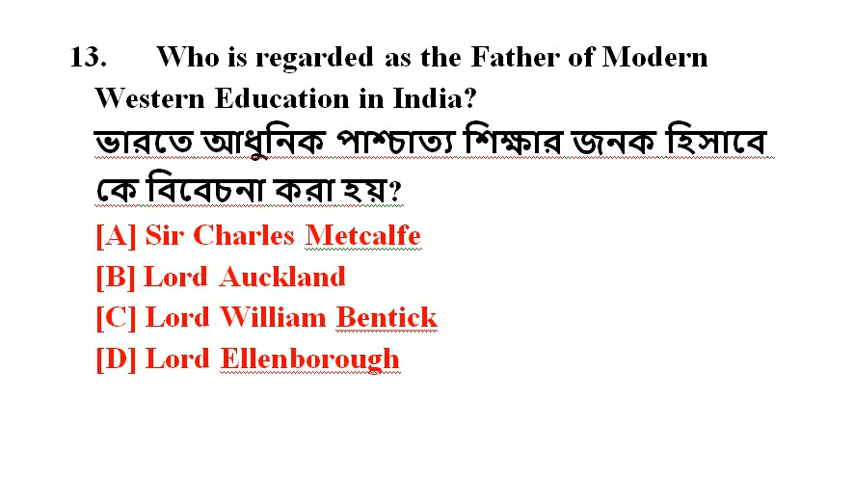 13. Who is regarded as the Father of Modern
Western Education in India?
ভারতে আধুনিক পাশ্চাত্য শিক্ষার জনক হিসাবে
কে বিবেচনা করা হয়?
[A] Sir Charles Metcalfe
[B] Lord Auckland
[C] Lord William Bentick
[D] Lord Ellenborough